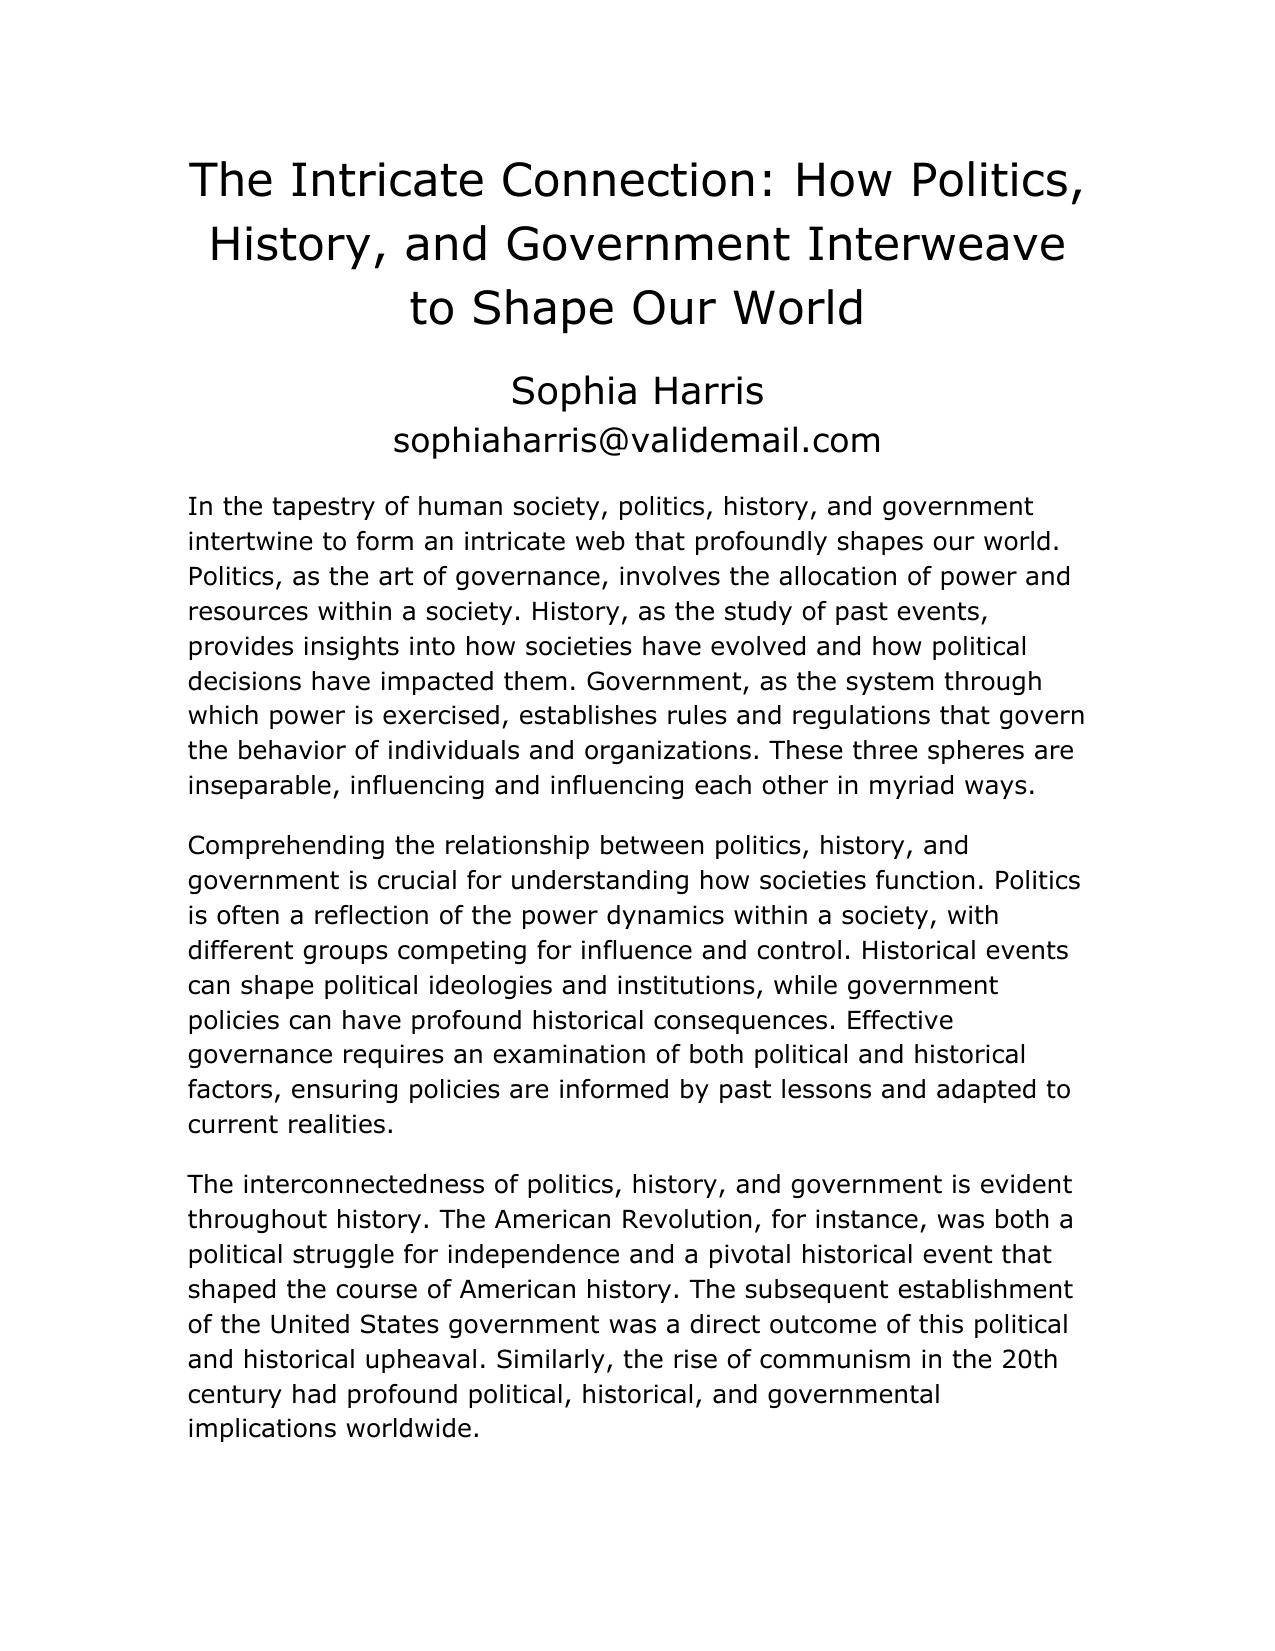 The Intricate Connection: How Politics,
History, and Government Interweave
to Shape Our World
Sophia Harris
sophiaharris@validemail.com
In the tapestry of human society, politics, history, and government
intertwine to form an intricate web that profoundly shapes our world.
Politics, as the art of governance, involves the allocation of power and
resources within a society. History, as the study of past events,
provides insights into how societies have evolved and how political
decisions have impacted them. Government, as the system through
which power is exercised, establishes rules and regulations that govern
the behavior of individuals and organizations. These three spheres are
inseparable, influencing and influencing each other in myriad ways.
Comprehending the relationship between politics, history, and
government is crucial for understanding how societies function. Politics
is often a reflection of the power dynamics within a society, with
different groups competing for influence and control. Historical events
can shape political ideologies and institutions, while government
policies can have profound historical consequences. Effective
governance requires an examination of both political and historical
factors, ensuring policies are informed by past lessons and adapted to
current realities.
The interconnectedness of politics, history, and government is evident
throughout history. The American Revolution, for instance, was both a
political struggle for independence and a pivotal historical event that
shaped the course of American history. The subsequent establishment
of the United States government was a direct outcome of this political
and historical upheaval. Similarly, the rise of communism in the 20th
century had profound political, historical, and governmental
implications worldwide.